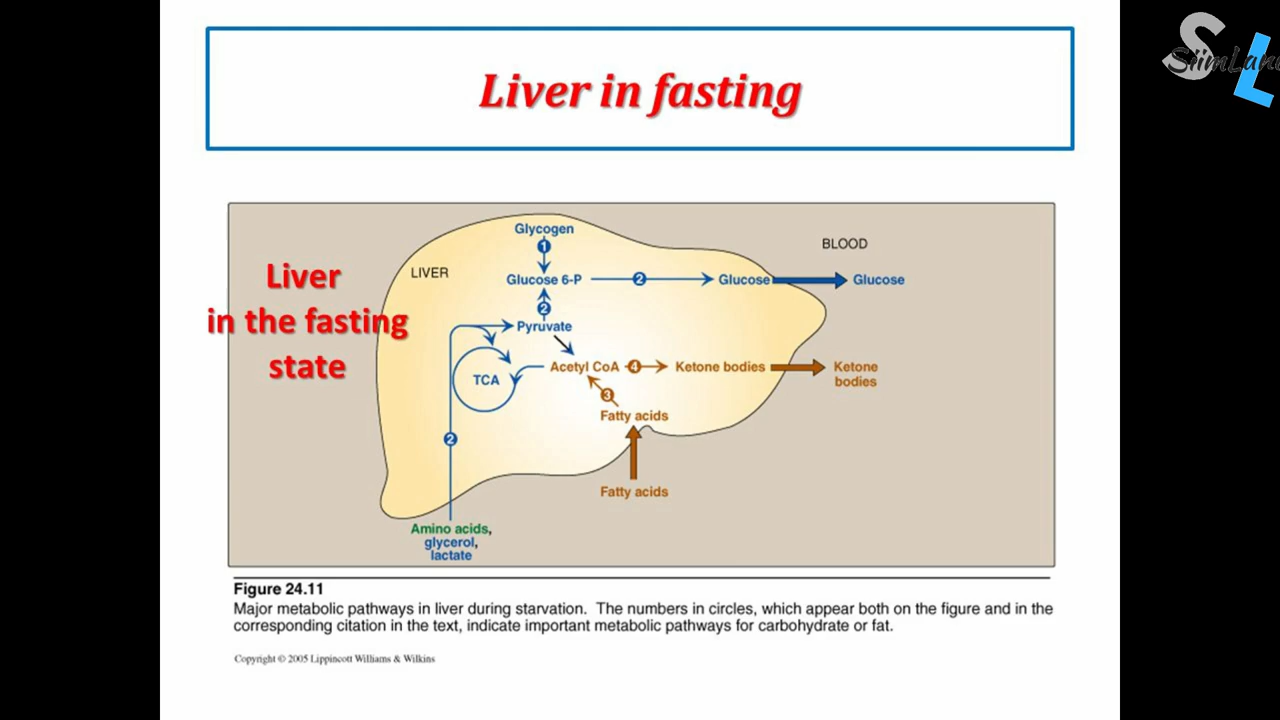 S
SiimLand
L
Liver in fasting
Liver
in the fasting
state
LIVER
BLOOD
Glycogen
1
Glucose 6-P
2
Glucose
Glucose
2
Pyruvate
TCA
Acetyl CoA
4
Ketone bodies
Ketone
bodies
3
Fatty acids
2
Fatty acids
Amino acids,
glycerol,
lactate
Figure 24.11
Major metabolic pathways in liver during starvation. The numbers in circles, which appear both on the figure and in the
corresponding citation in the text, indicate important metabolic pathways for carbohydrate or fat.
Copyright © 2005 Lippincott Williams & Wilkins